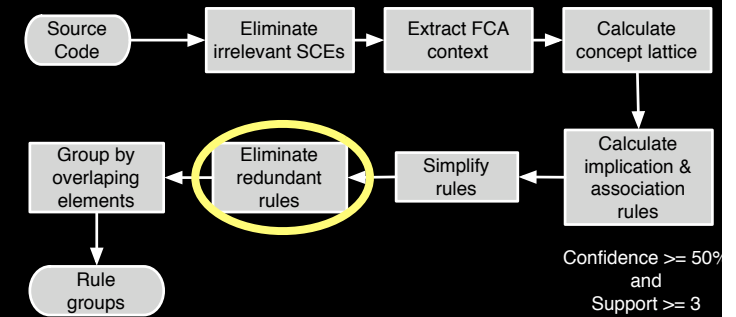 Source
Code
Eliminate
irrelevant SCEs
Extract FCA
context
Calculate
concept lattice
Calculate
implication &
association
rules
Simplify
rules
Eliminate
redundant
rules
Group by
overlaping
elements
Rule
groups
Confidence >= 50%
and
Support >= 3